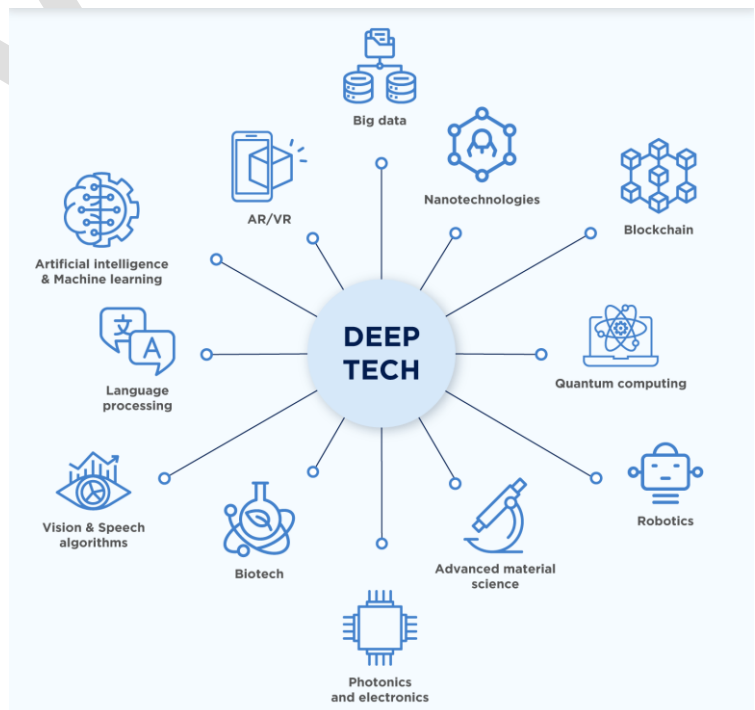 Big data
Nanotechnologies
AR/VR
Blockchain
Artificial intelligence
& Machine learning
文
A
DEEP
TECH
Language
processing
Quantum computing
Vision & Speech
algorithms
Robotics
Biotech
Advanced material
science
Photonics
and electronics